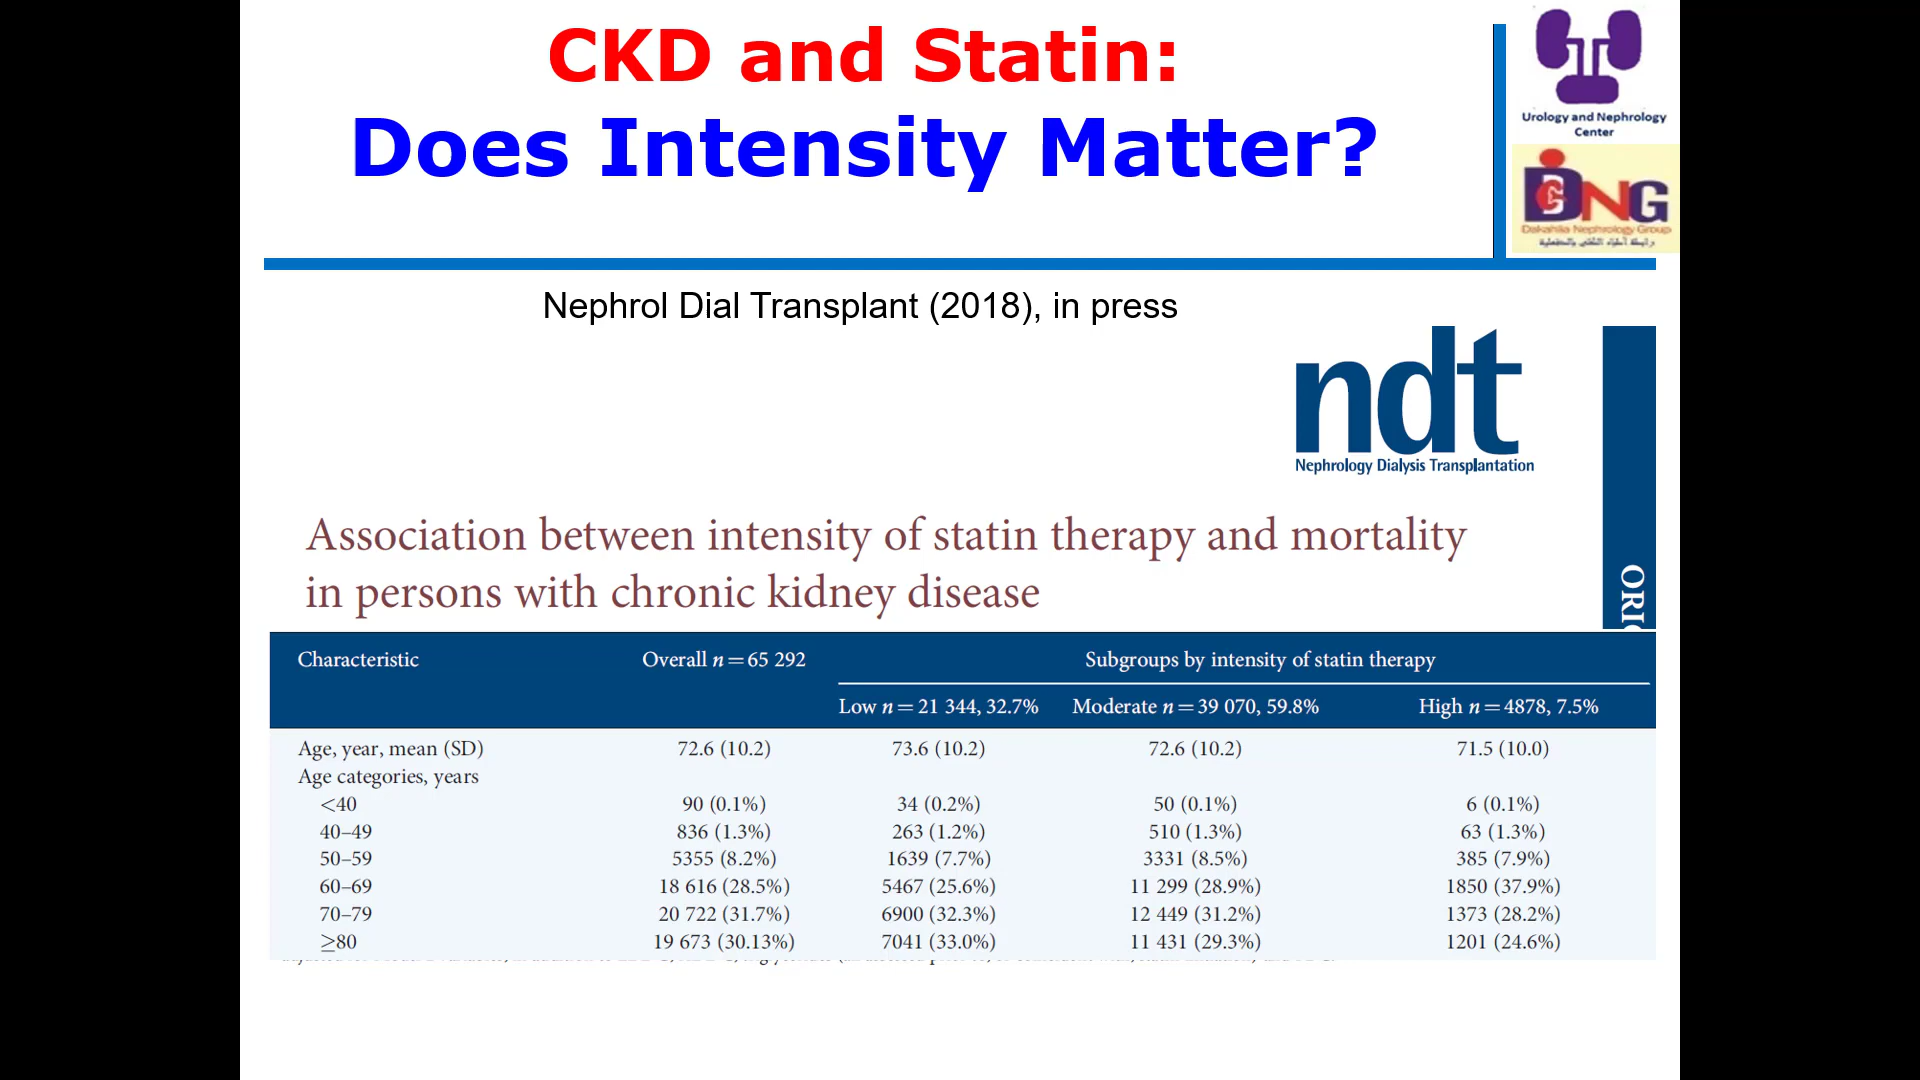 CKD and Statin:
Does Intensity Matter?
Urology and Nephrology
Center
DNG
Dakahlia Nephrology Group
Nephrol Dial Transplant (2018), in press
ndt
Nephrology Dialysis Transplantation
Association between intensity of statin therapy and mortality
in persons with chronic kidney disease
ORI
Characteristic Overall n = 65 292 Subgroups by intensity of statin therapy
Low n = 21 344, 32.7% Moderate n = 39 070, 59.8% High n = 4878, 7.5%
Age, year, mean (SD) 72.6 (10.2) 73.6 (10.2) 72.6 (10.2) 71.5 (10.0)
Age categories, years
<40 90 (0.1%) 34 (0.2%) 50 (0.1%) 6 (0.1%)
40–49 836 (1.3%) 263 (1.2%) 510 (1.3%) 63 (1.3%)
50–59 5355 (8.2%) 1639 (7.7%) 3331 (8.5%) 385 (7.9%)
60–69 18 616 (28.5%) 5467 (25.6%) 11 299 (28.9%) 1850 (37.9%)
70–79 20 722 (31.7%) 6900 (32.3%) 12 449 (31.2%) 1373 (28.2%)
≥80 19 673 (30.13%) 7041 (33.0%) 11 431 (29.3%) 1201 (24.6%)